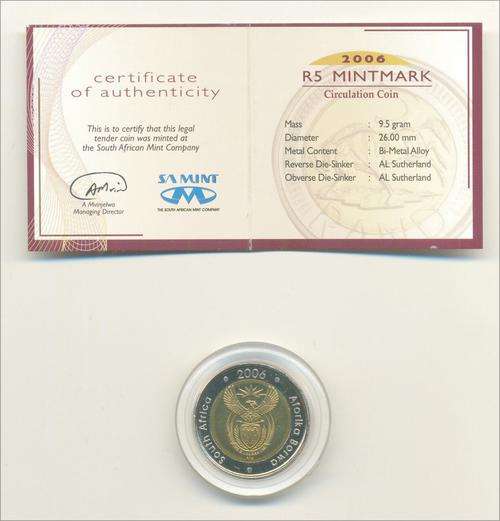 certificate
of authenticity
This is to certify that this legal
tender coin was minted at
the South African Mint Company
A Mvinjelwa
Managing Director
SA MINT
THE SOUTH AFRICAN MINT COMPANY
2006
R5 MINTMARK
Circulation Coin
Mass : 9.5 gram
Diameter : 26.00 mm
Metal Content : Bi-Metal Alloy
Reverse Die-Sinker : AL Sutherland
Obverse Die-Sinker : AL Sutherland
2006
South Africa
Aforika Borwa